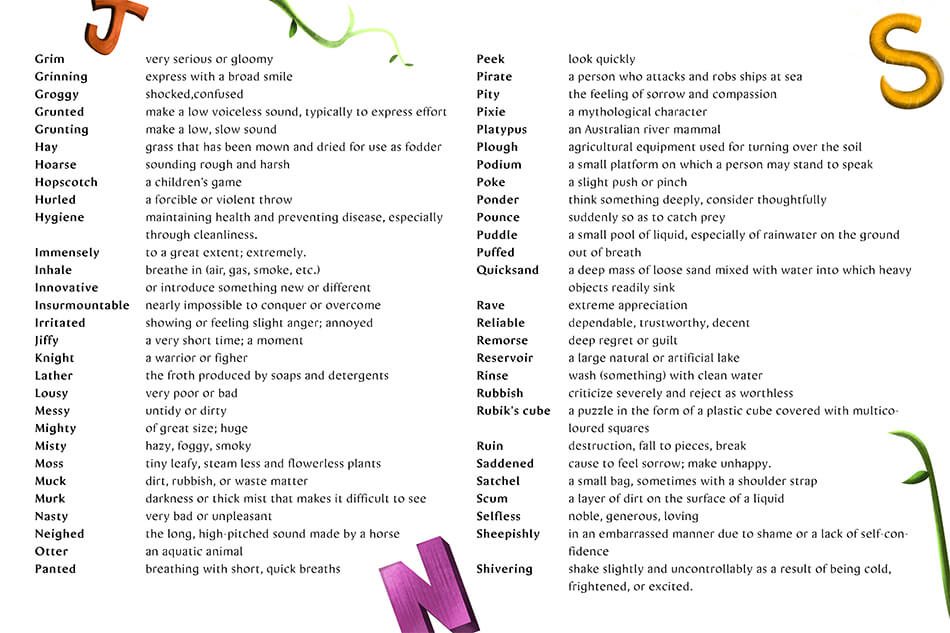 J
S
Grim very serious or gloomy
Grinning express with a broad smile
Groggy shocked,confused
Grunted make a low voiceless sound, typically to express effort
Grunting make a low, slow sound
Hay grass that has been mown and dried for use as fodder
Hoarse sounding rough and harsh
Hopscotch a children's game
Hurled a forcible or violent throw
Hygiene maintaining health and preventing disease, especially
through cleanliness.
Immensely to a great extent; extremely.
Inhale breathe in (air, gas, smoke, etc.)
Innovative or introduce something new or different
Insurmountable nearly impossible to conquer or overcome
Irritated showing or feeling slight anger; annoyed
Jiffy a very short time; a moment
Knight a warrior or figher
Lather the froth produced by soaps and detergents
Lousy very poor or bad
Messy untidy or dirty
Mighty of great size; huge
Misty hazy, foggy, smoky
Moss tiny leafy, steam less and flowerless plants
Muck dirt, rubbish, or waste matter
Murk darkness or thick mist that makes it difficult to see
Nasty very bad or unpleasant
Neighed the long, high-pitched sound made by a horse
Otter an aquatic animal
Panted breathing with short, quick breaths
N
Peek look quickly
Pirate a person who attacks and robs ships at sea
Pity the feeling of sorrow and compassion
Pixie a mythological character
Platypus an Australian river mammal
Plough agricultural equipment used for turning over the soil
Podium a small platform on which a person may stand to speak
Poke a slight push or pinch
Ponder think something deeply, consider thoughtfully
Pounce suddenly so as to catch prey
Puddle a small pool of liquid, especially of rainwater on the ground
Puffed out of breath
Quicksand a deep mass of loose sand mixed with water into which heavy
objects readily sink
Rave extreme appreciation
Reliable dependable, trustworthy, decent
Remorse deep regret or guilt
Reservoir a large natural or artificial lake
Rinse wash (something) with clean water
Rubbish criticize severely and reject as worthless
Rubik's cube a puzzle in the form of a plastic cube covered with multico-
loured squares
Ruin destruction, fall to pieces, break
Saddened cause to feel sorrow; make unhappy.
Satchel a small bag, sometimes with a shoulder strap
Scum a layer of dirt on the surface of a liquid
Selfless noble, generous, loving
Sheepishly in an embarrassed manner due to shame or a lack of self-con-
fidence
Shivering shake slightly and uncontrollably as a result of being cold,
frightened, or excited.